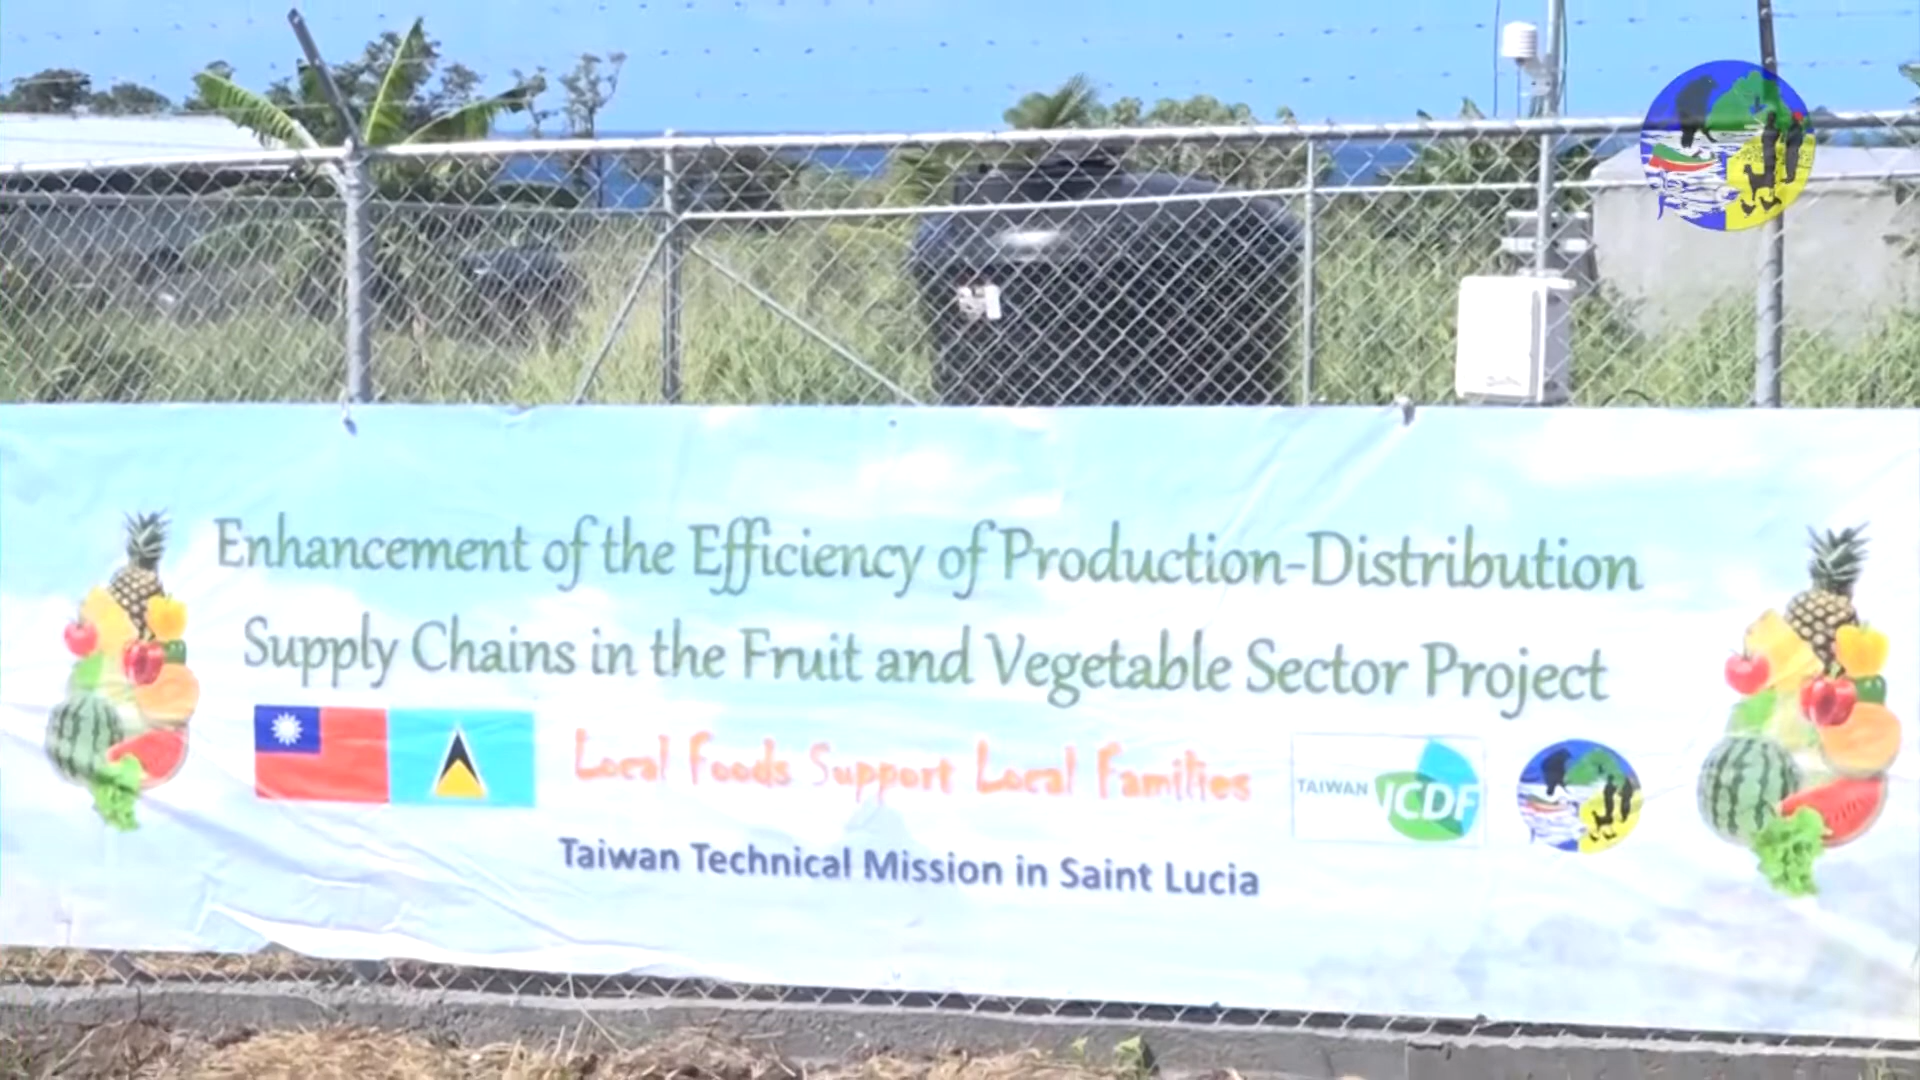 Enhancement of the Efficiency of Production-Distribution
Supply Chains in the Fruit and Vegetable Sector Project
Local Foods Support Local Families
TAIWAN ICDF
Taiwan Technical Mission in Saint Lucia